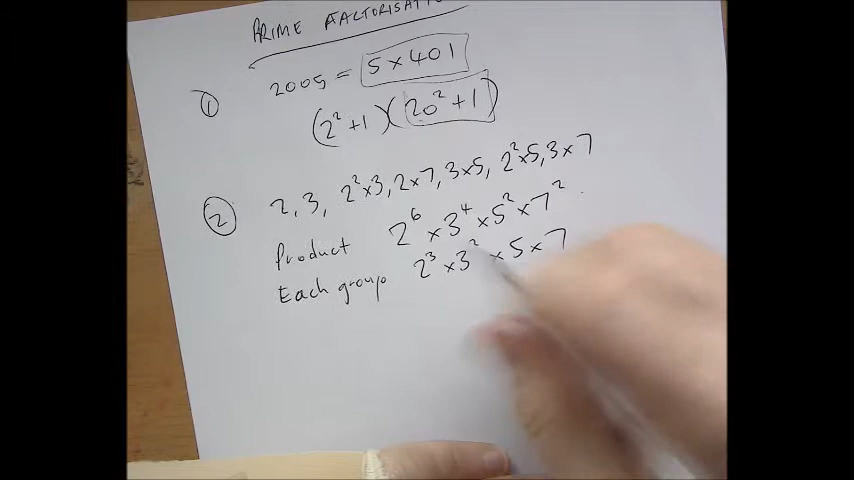 PRIME FACTORISATIO
① 2005 = 5 × 401
(2² + 1)(20² + 1)
② 2, 3, 2² × 3, 2 × 7, 3 × 5, 2² × 5, 3 × 7
Product 2⁶ × 3⁴ × 5² × 7²
Each group 2³ × 3² × 5 × 7